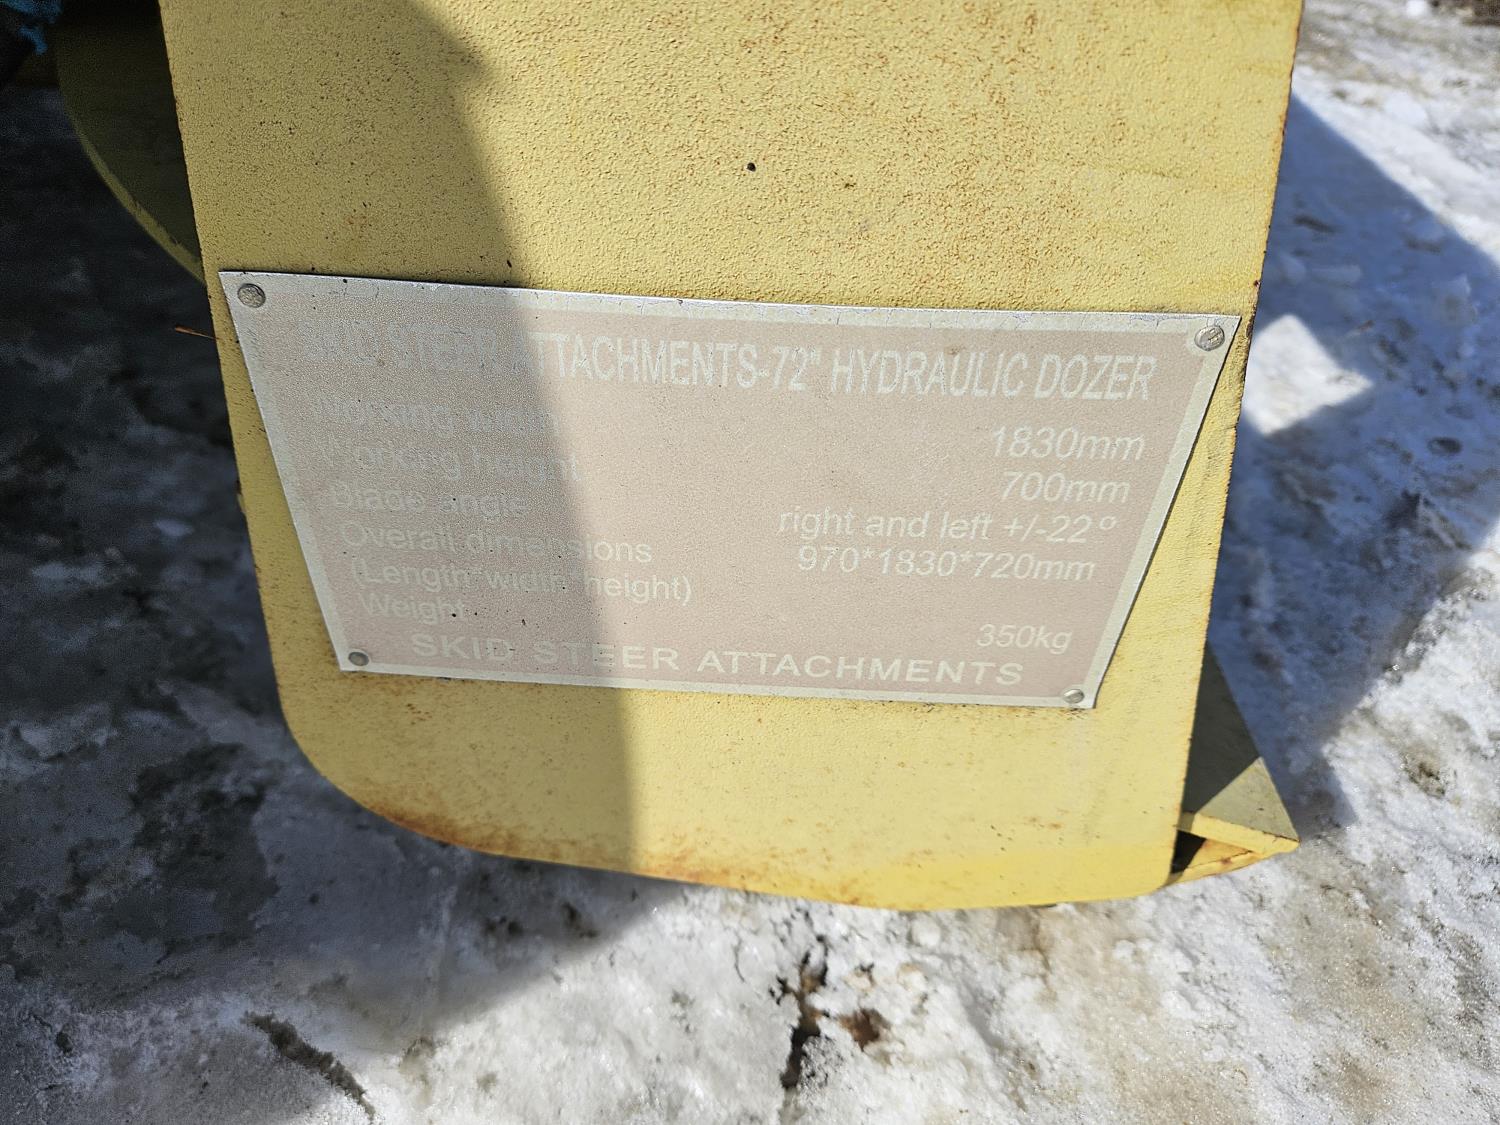 SKID STEER ATTACHMENTS-72" HYDRAULIC DOZER
Working width 1830mm
Working height 700mm
Blade angle right and left +/-22°
Overall dimensions 970*1830*720mm
(Length*width*height)
Weight 350kg
SKID STEER ATTACHMENTS